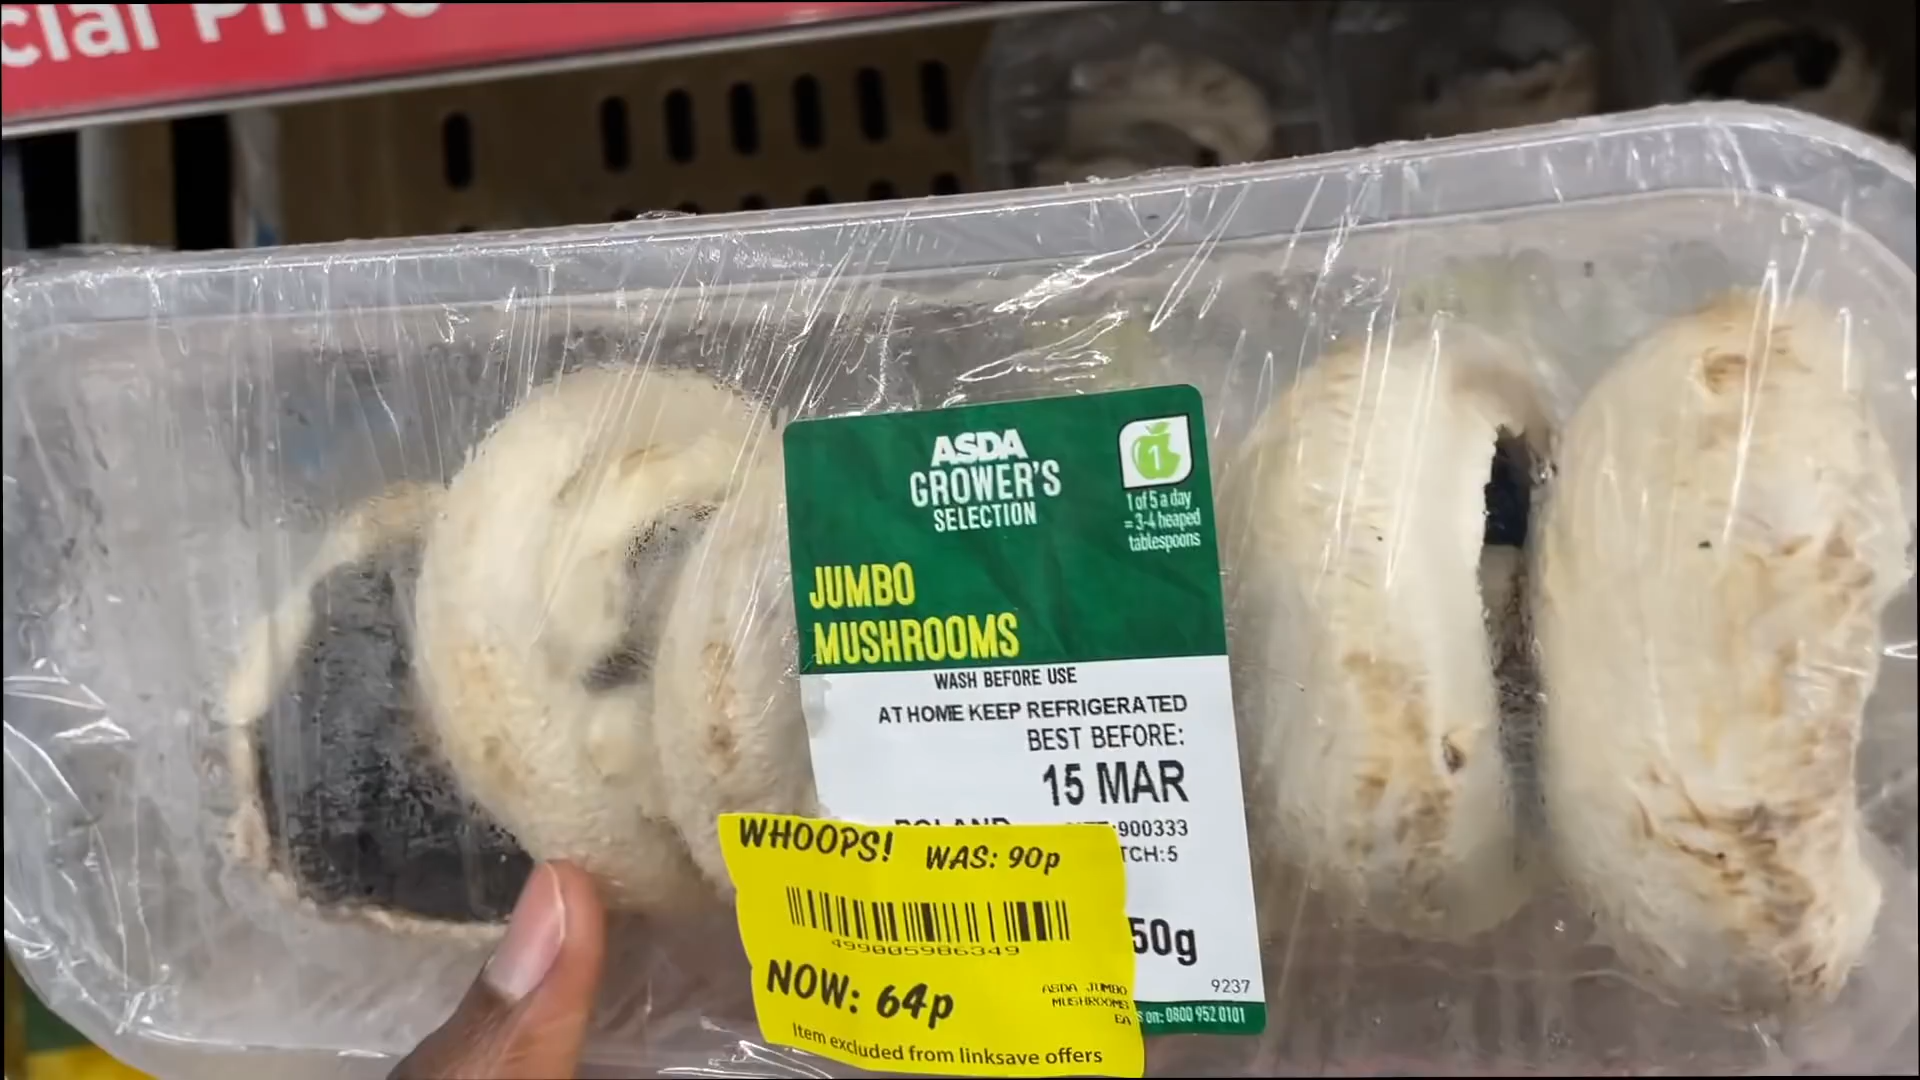 cial Price
ASDA
GROWER'S
SELECTION
1
1 of 5 a day
= 3-4 heaped
tablespoons
JUMBO
MUSHROOMS
WASH BEFORE USE
AT HOME KEEP REFRIGERATED
BEST BEFORE:
15 MAR
POLAND :900333
TCH:5
50g
9237
s on: 0800 952 0101
WHOOPS! WAS: 90p
499005986349
NOW: 64p
ASDA JUMBO
MUSHROOMS
EA
Item excluded from linksave offers